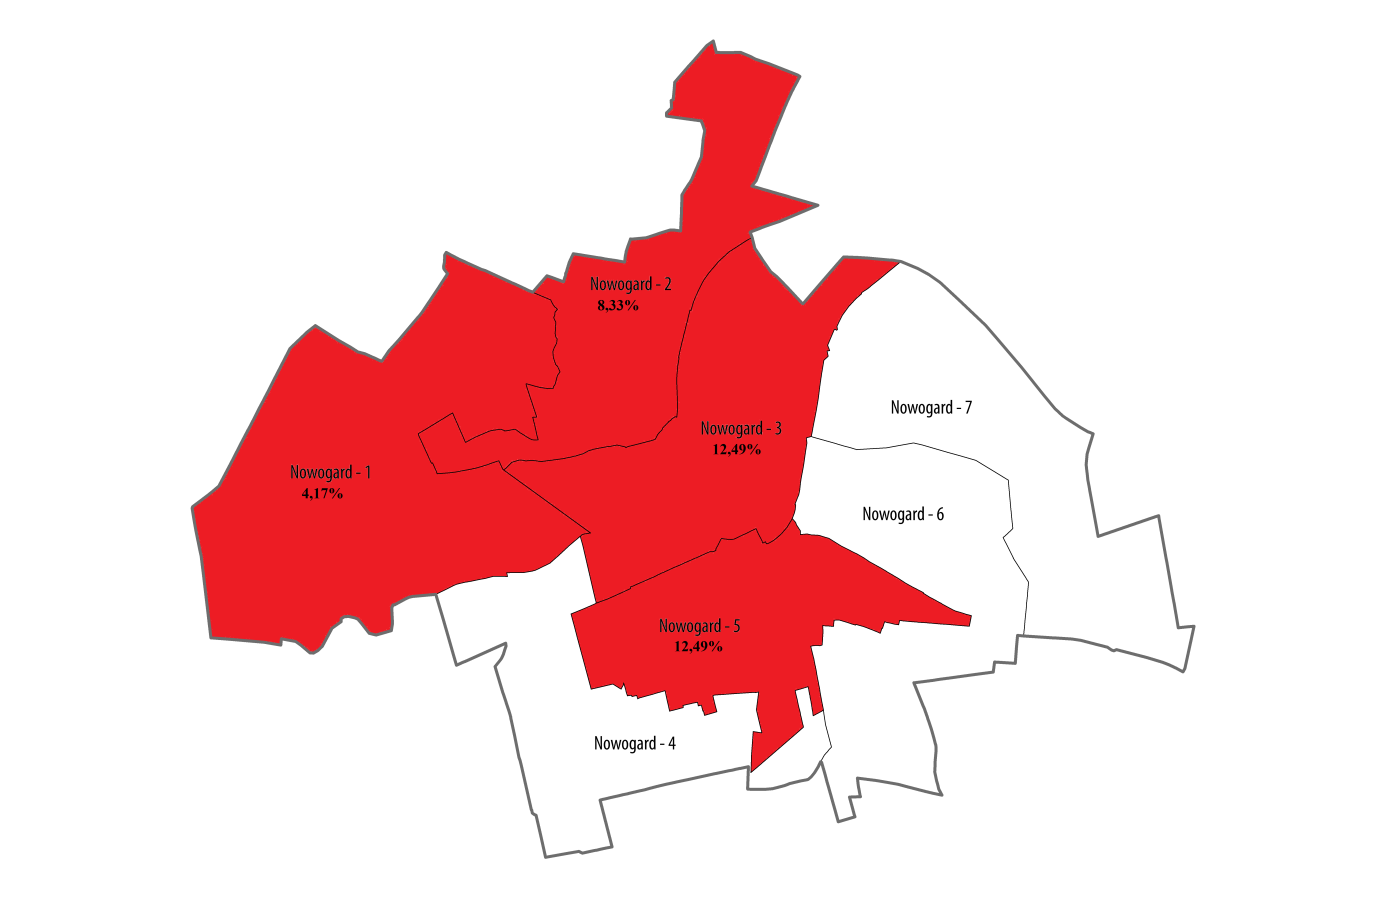 Nowogard - 2
8,33%
Nowogard - 7
Nowogard - 3
12,49%
Nowogard - 1
4,17%
Nowogard - 6
Nowogard - 5
12,49%
Nowogard - 4